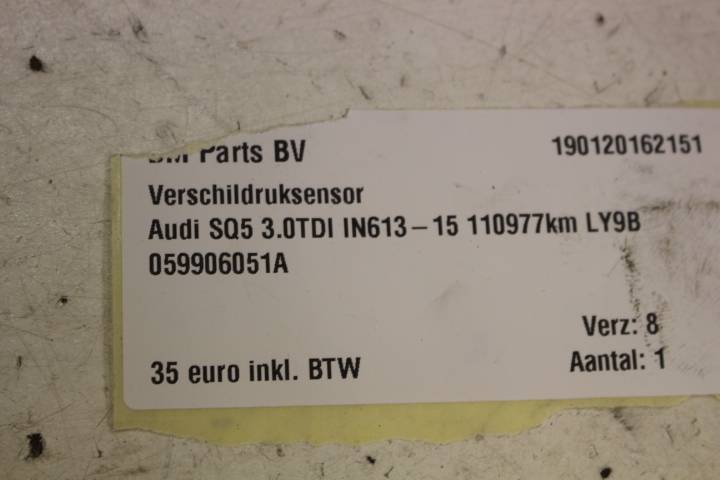 Parts BV 190120162151
Verschildruksensor
Audi SQ5 3.0TDI IN613-15 110977km LY9B
059906051A
Verz: 8
35 euro inkl. BTW Aantal: 1